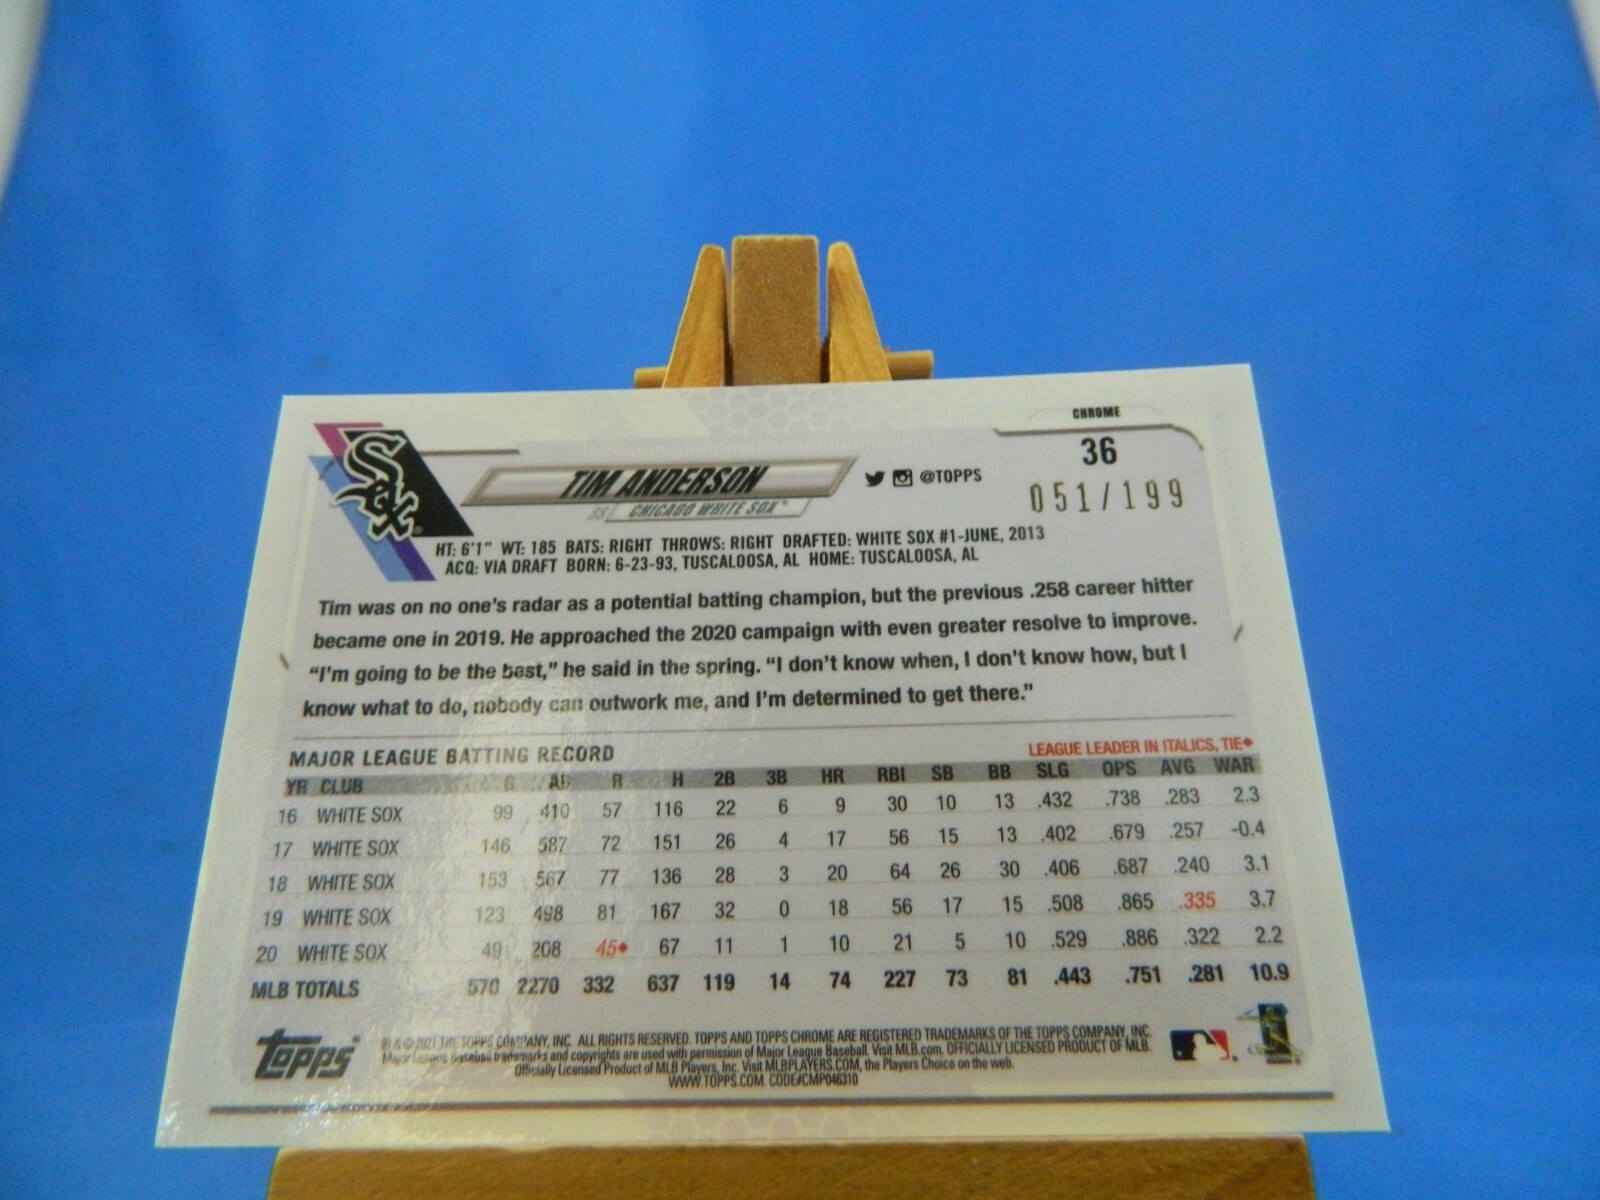 CHROME
36
051/199
Sox
TIM ANDERSON
@TOPPS
SS CHICAGO WHITE SOX™
HT: 6'1" WT: 185 BATS: RIGHT THROWS: RIGHT DRAFTED: WHITE SOX #1-JUNE, 2013
ACQ: VIA DRAFT BORN: 6-23-93, TUSCALOOSA, AL HOME: TUSCALOOSA, AL
Tim was on no one's radar as a potential batting champion, but the previous .258 career hitter
became one in 2019. He approached the 2020 campaign with even greater resolve to improve.
"I'm going to be the best," he said in the spring. "I don't know when, I don't know how, but I
know what to do, nobody can outwork me, and I'm determined to get there."
MAJOR LEAGUE BATTING RECORD LEAGUE LEADER IN ITALICS, TIE♦
YR CLUB G AB R H 2B 3B HR RBI SB BB SLG OPS AVG WAR
16 WHITE SOX 99 410 57 116 22 6 9 30 10 13 .432 .738 .283 2.3
17 WHITE SOX 146 587 72 151 26 4 17 56 15 13 .402 .679 .257 -0.4
18 WHITE SOX 153 567 77 136 28 3 20 64 26 30 .406 .687 .240 3.1
19 WHITE SOX 123 498 81 167 32 0 18 56 17 15 .508 .865 .335 3.7
20 WHITE SOX 49 208 45♦ 67 11 1 10 21 5 10 .529 .886 .322 2.2
MLB TOTALS 570 2270 332 637 119 14 74 227 73 81 .443 .751 .281 10.9
TOPPS
® & © 2021 THE TOPPS COMPANY, INC. ALL RIGHTS RESERVED. TOPPS AND TOPPS CHROME ARE REGISTERED TRADEMARKS OF THE TOPPS COMPANY, INC.
Major League Baseball trademarks and copyrights are used with permission of Major League Baseball. Visit MLB.com. OFFICIALLY LICENSED PRODUCT OF MLB.
Officially Licensed Product of MLB Players, Inc. Visit MLBPLAYERS.COM, the Players Choice on the web.
WWW.TOPPS.COM. CODE#CMP046310